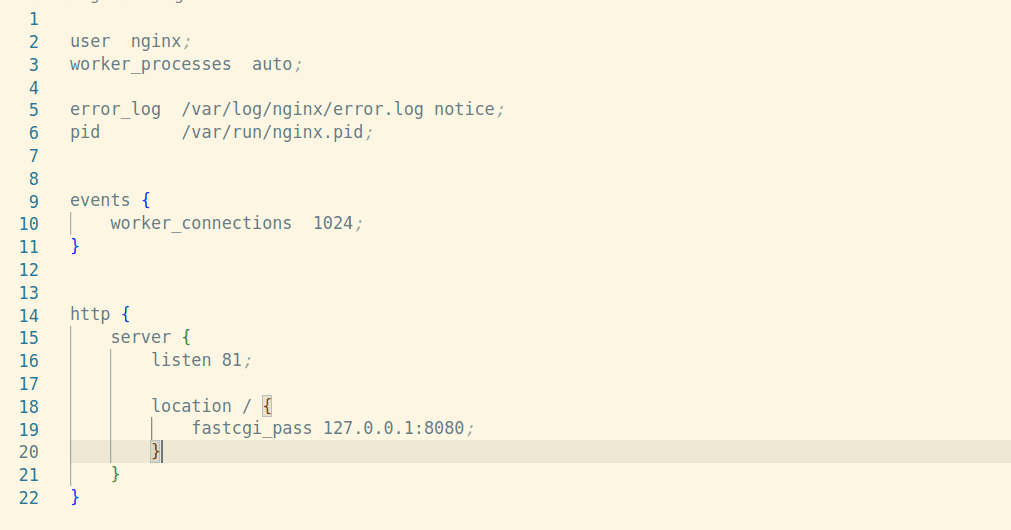 1
2 user  nginx;
3 worker_processes  auto;
4
5 error_log  /var/log/nginx/error.log notice;
6 pid        /var/run/nginx.pid;
7
8
9 events {
10     worker_connections  1024;
11 }
12
13
14 http {
15     server {
16         listen 81;
17
18         location / {
19             fastcgi_pass 127.0.0.1:8080;
20         }
21     }
22 }